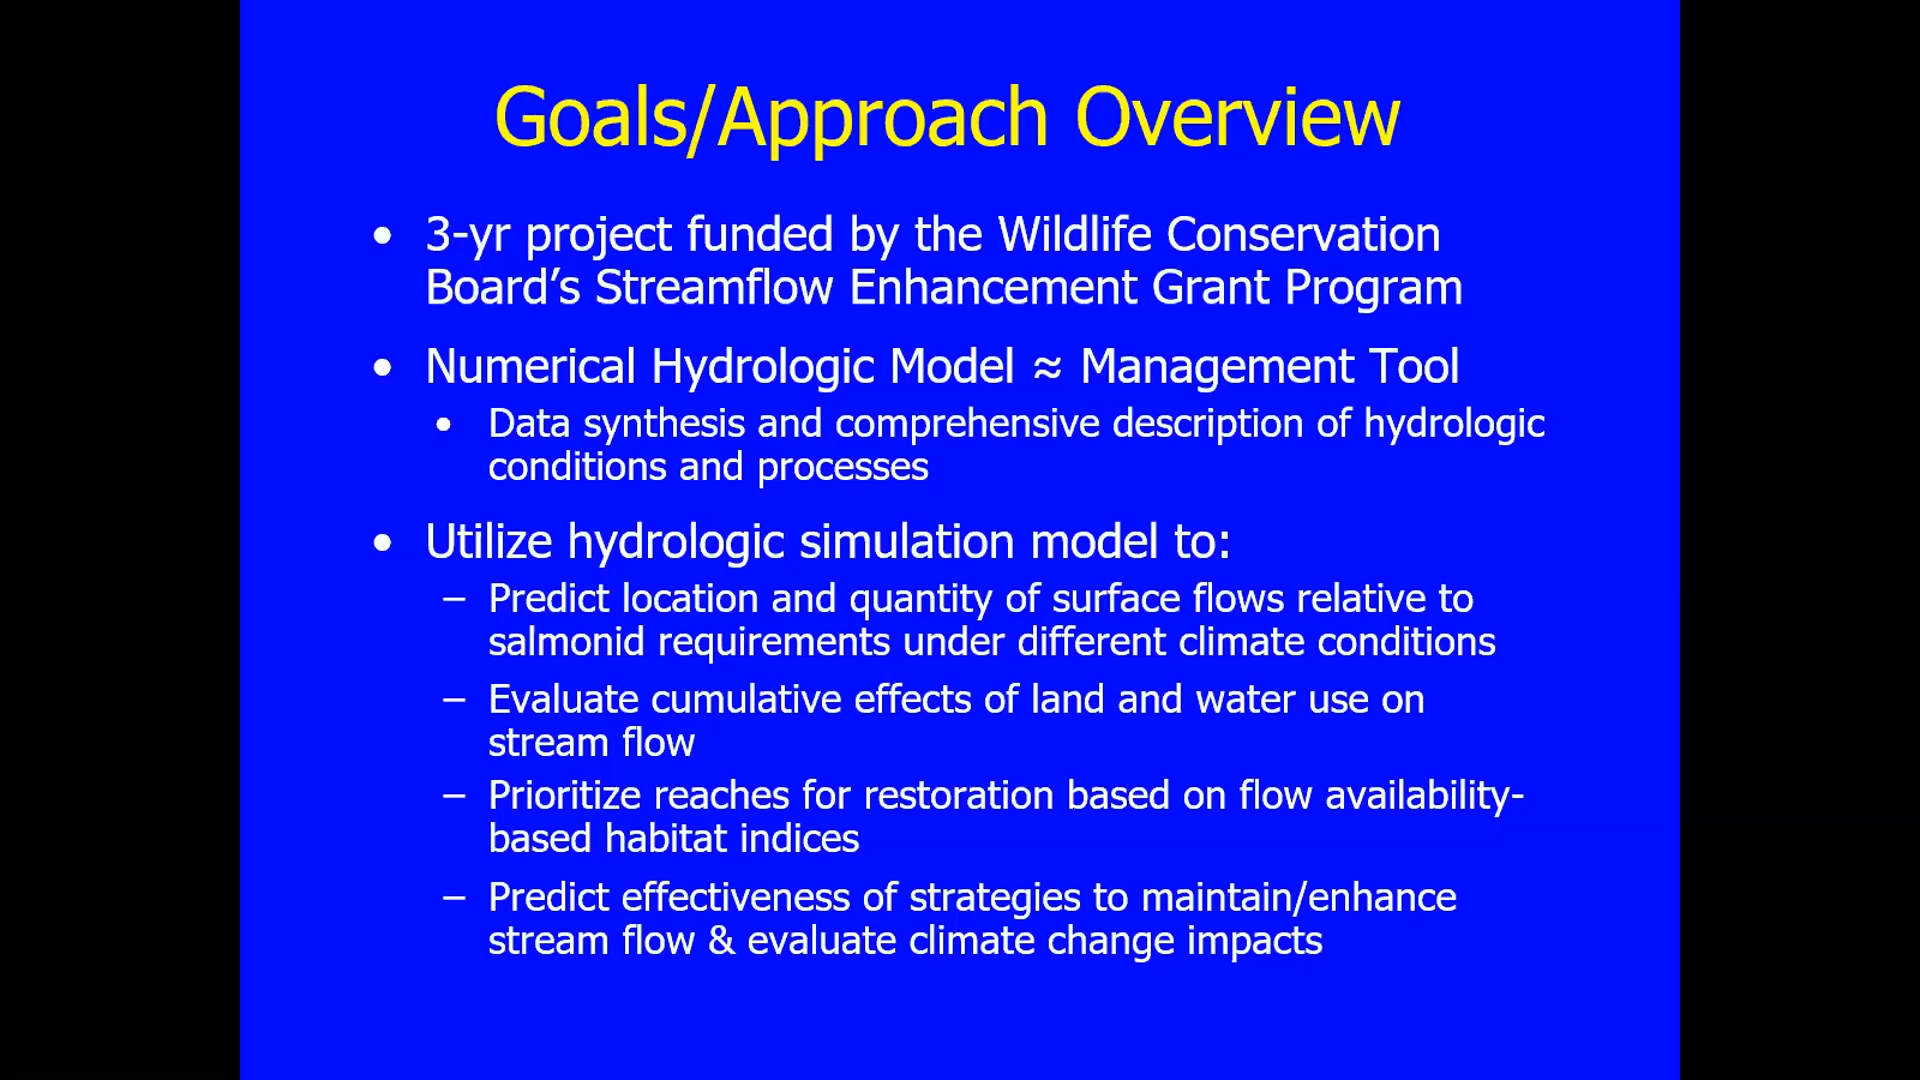 Goals/Approach Overview
• 3-yr project funded by the Wildlife Conservation
Board’s Streamflow Enhancement Grant Program
• Numerical Hydrologic Model ≈ Management Tool
• Data synthesis and comprehensive description of hydrologic
conditions and processes
• Utilize hydrologic simulation model to:
– Predict location and quantity of surface flows relative to
salmonid requirements under different climate conditions
– Evaluate cumulative effects of land and water use on
stream flow
– Prioritize reaches for restoration based on flow availability-
based habitat indices
– Predict effectiveness of strategies to maintain/enhance
stream flow & evaluate climate change impacts